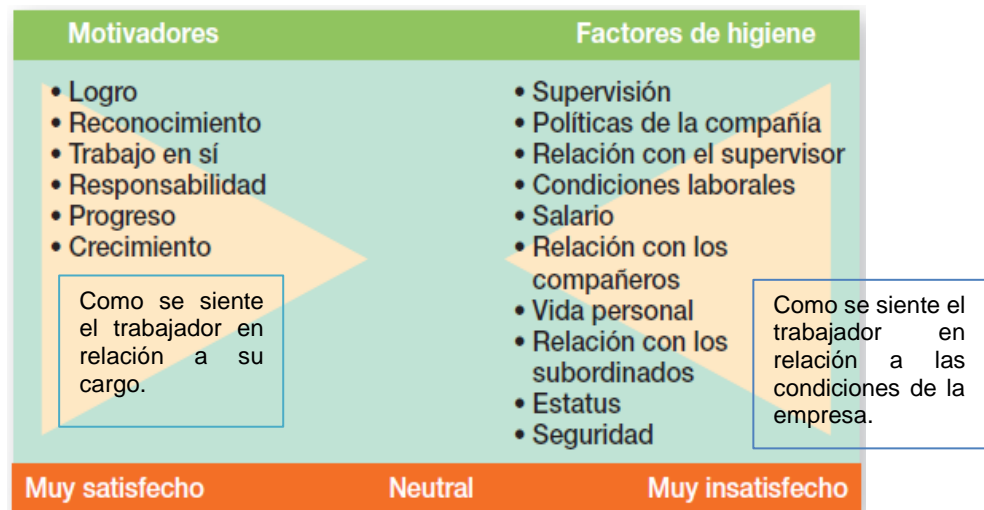 Motivadores
Factores de higiene
• Logro
• Reconocimiento
• Trabajo en sí
• Responsabilidad
• Progreso
• Crecimiento
Como se siente
el trabajador en
relación a su
cargo.
• Supervisión
• Políticas de la compañía
• Relación con el supervisor
• Condiciones laborales
• Salario
• Relación con los
compañeros
• Vida personal
• Relación con los
subordinados
• Estatus
• Seguridad
Como se siente el
trabajador en
relación a las
condiciones de la
empresa.
Muy satisfecho
Neutral
Muy insatisfecho